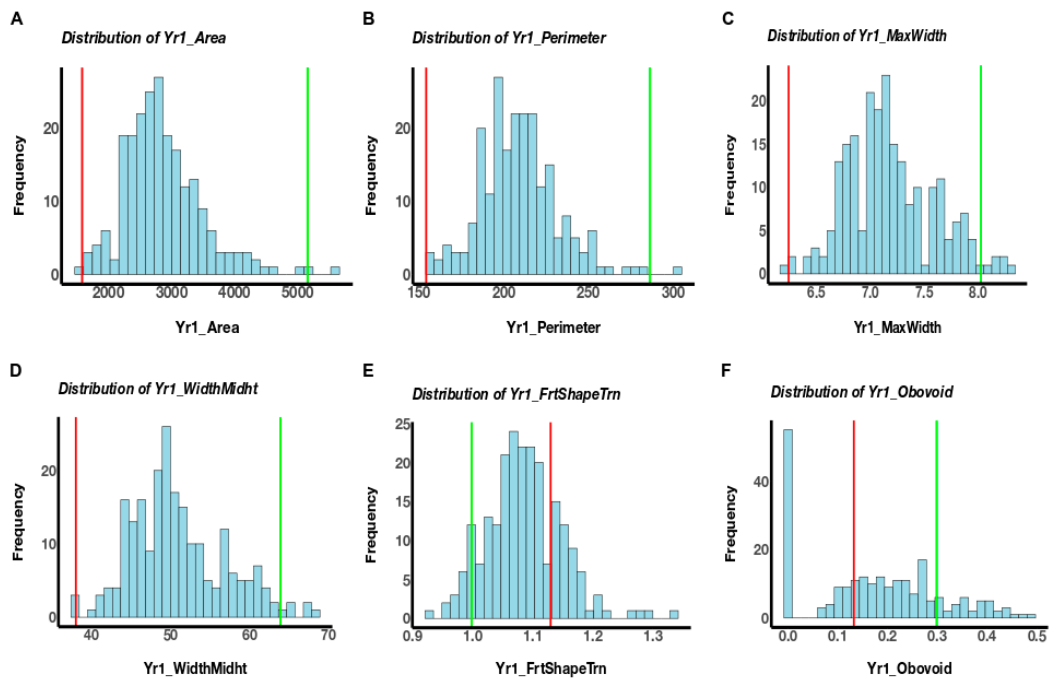 A
Distribution of Yr1_Area
Frequency
20
10
0
2000 3000 4000 5000
Yr1_Area
B
Distribution of Yr1_Perimeter
Frequency
20
10
0
150 200 250 300
Yr1_Perimeter
C
Distribution of Yr1_MaxWidth
Frequency
20
15
10
5
0
6.5 7.0 7.5 8.0
Yr1_MaxWidth
D
Distribution of Yr1_WidthMidht
Frequency
20
10
0
40 50 60 70
Yr1_WidthMidht
E
Distribution of Yr1_FrtShapeTrn
Frequency
25
20
15
10
5
0
0.9 1.0 1.1 1.2 1.3
Yr1_FrtShapeTrn
F
Distribution of Yr1_Obovoid
Frequency
40
20
0
0.0 0.1 0.2 0.3 0.4 0.5
Yr1_Obovoid